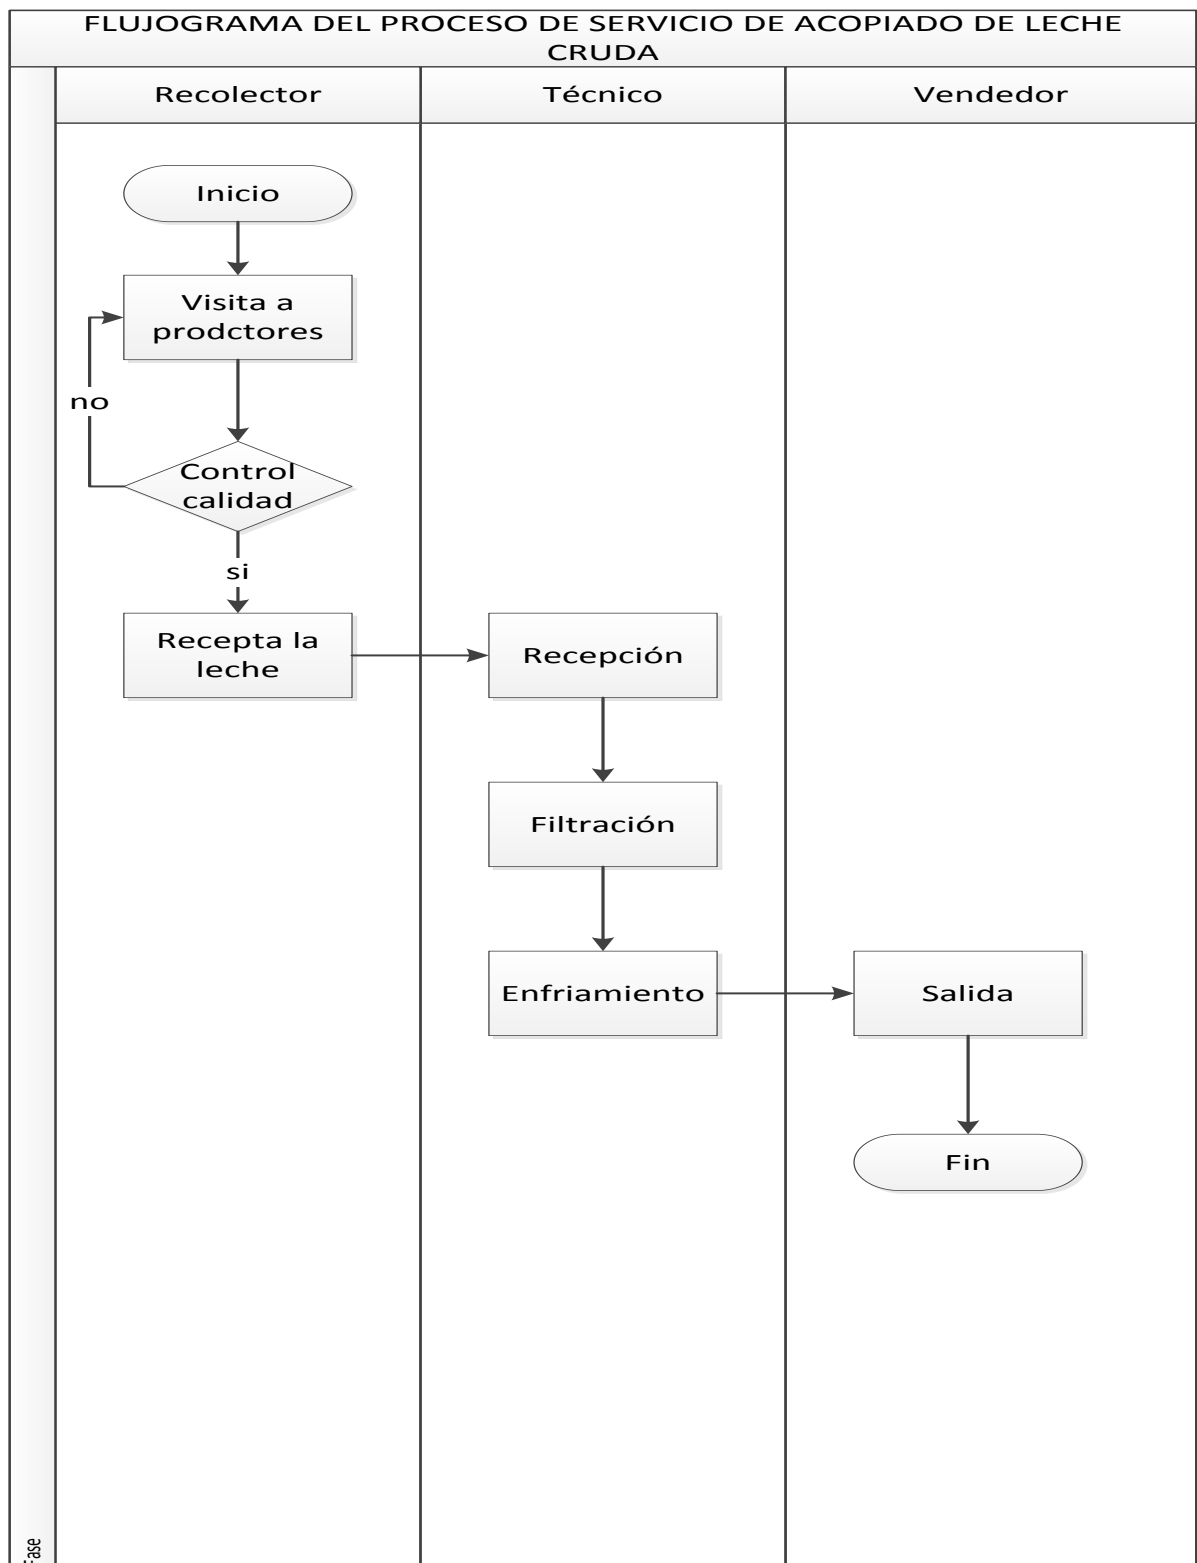 FLUJOGRAMA DEL PROCESO DE SERVICIO DE ACOPIADO DE LECHE
CRUDA
Recolector
Técnico
Vendedor
Inicio
Visita a
prodctores
no
Control
calidad
si
Recepta la
leche
Recepción
Filtración
Enfriamiento
Salida
Fin
Fase